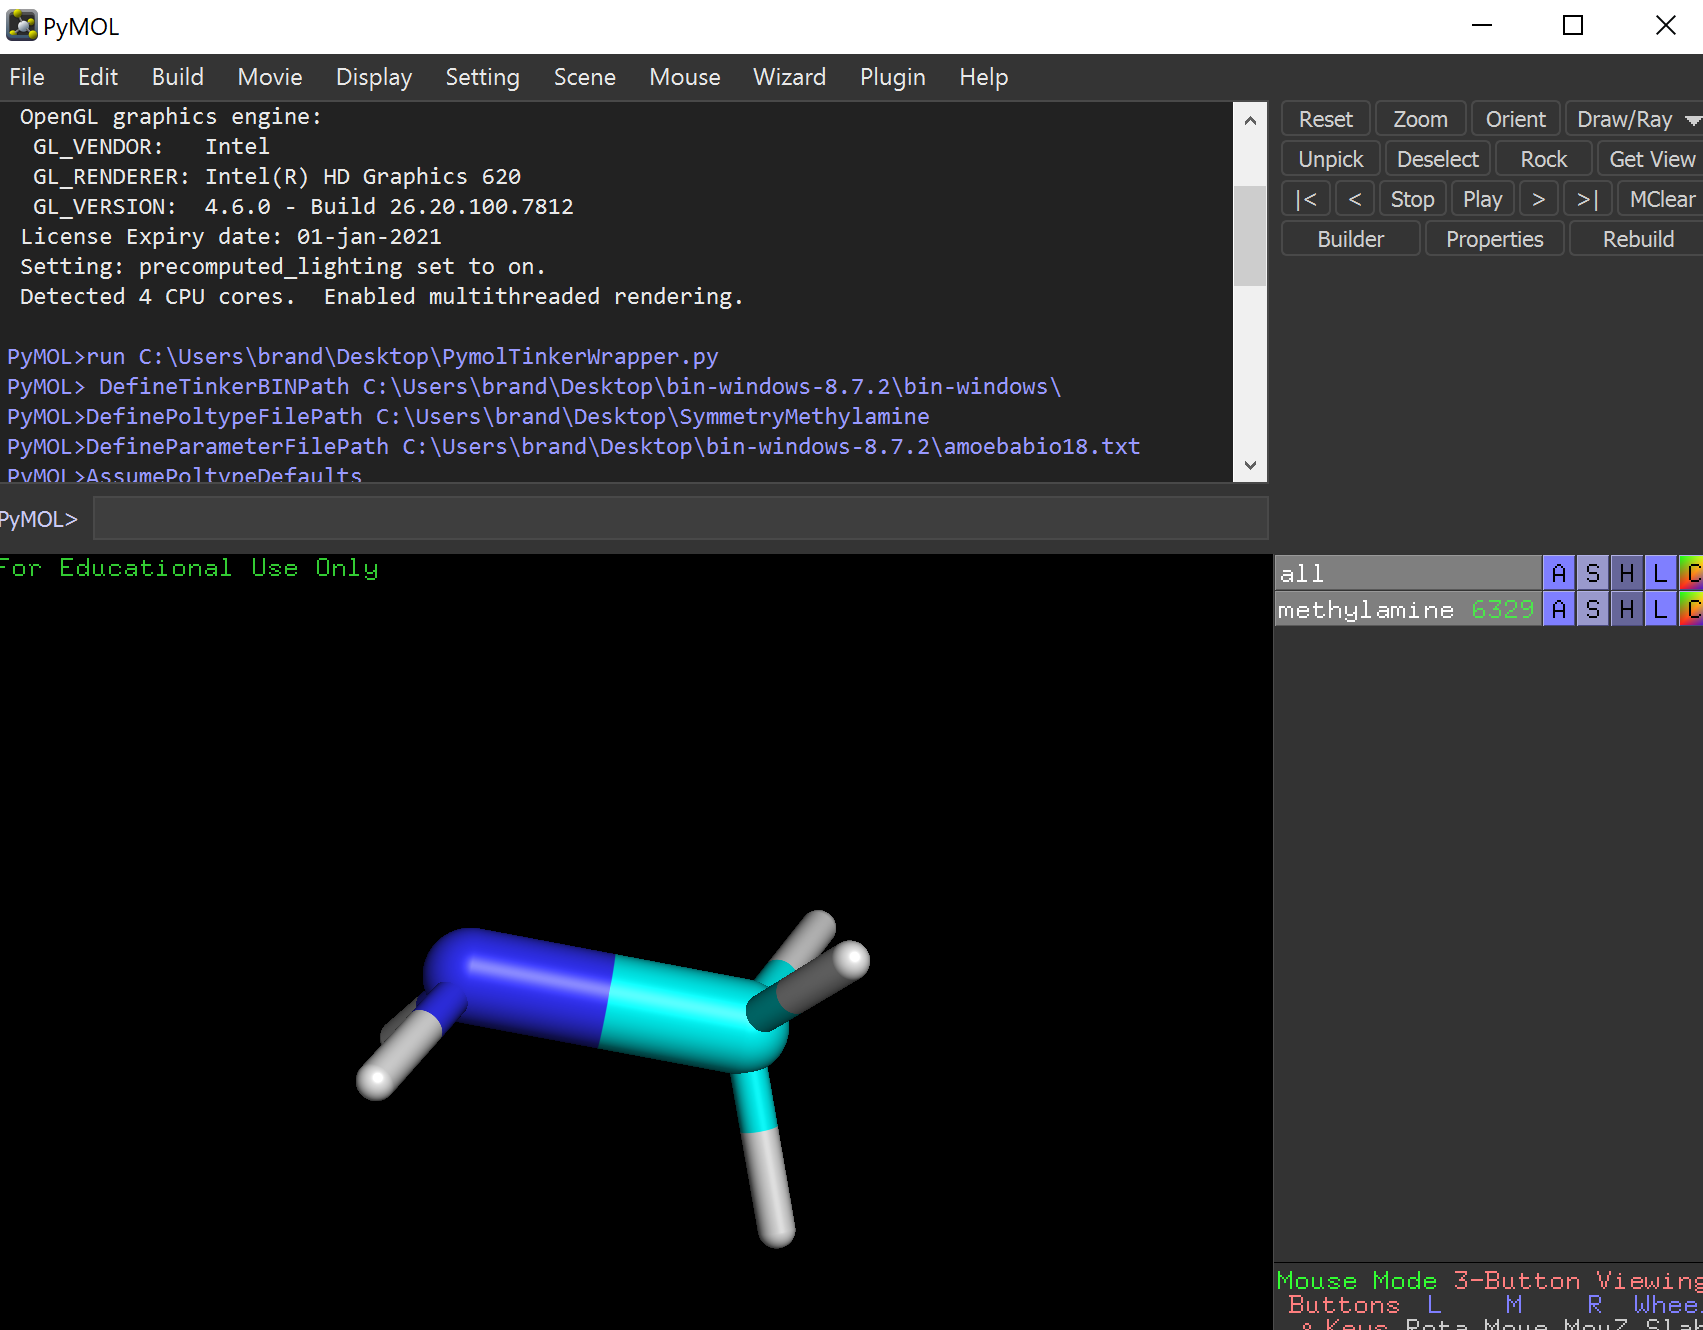 PyMOL
File Edit Build Movie Display Setting Scene Mouse Wizard Plugin Help
OpenGL graphics engine:
GL_VENDOR: Intel
GL_RENDERER: Intel(R) HD Graphics 620
GL_VERSION: 4.6.0 - Build 26.20.100.7812
License Expiry date: 01-jan-2021
Setting: precomputed_lighting set to on.
Detected 4 CPU cores. Enabled multithreaded rendering.
PyMOL>run C:\Users\brand\Desktop\PymolTinkerWrapper.py
PyMOL> DefineTinkerBINPath C:\Users\brand\Desktop\bin-windows-8.7.2\bin-windows\
PyMOL>DefinePoltypeFilePath C:\Users\brand\Desktop\SymmetryMethylamine
PyMOL>DefineParameterFilePath C:\Users\brand\Desktop\bin-windows-8.7.2\amoebabio18.txt
PyMOL>AssumePoltypeDefaults
PyMOL>
Reset Zoom Orient Draw/Ray
Unpick Deselect Rock Get View
|< < Stop Play > >| MClear
Builder Properties Rebuild
For Educational Use Only
all A S H L C
methylamine 6329 A S H L C
Mouse Mode 3-Button Viewing
Buttons L M R Whee
& Keys Rota Move MovZ Slab